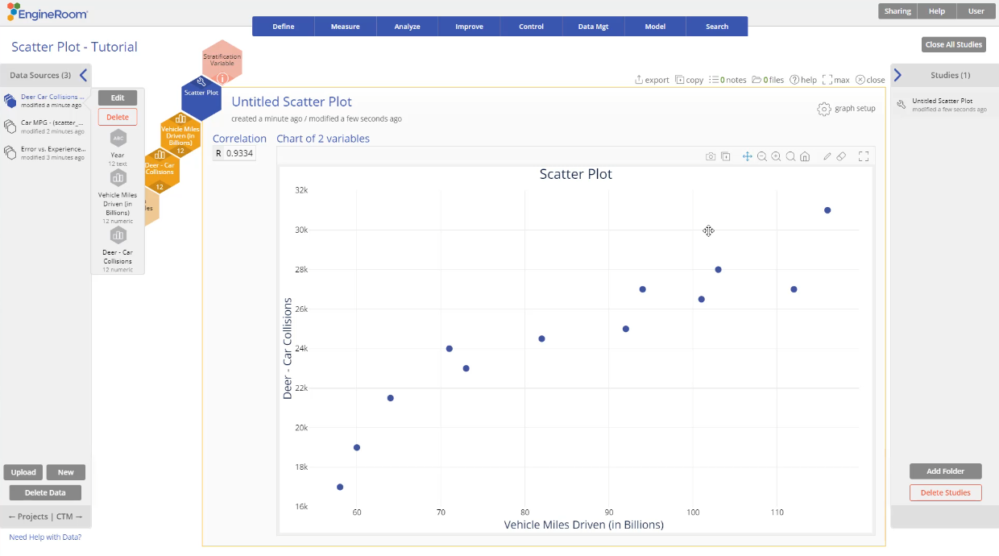 EngineRoom®
Sharing
Help
User
Define
Measure
Analyze
Improve
Control
Data Mgt
Model
Search
Scatter Plot - Tutorial
Close All Studies
Data Sources (3)
Deer Car Collisions ...
modified a minute ago
Car MPG - (scatter_...
modified 2 minutes ago
Error vs. Experience...
modified 3 minutes ago
Edit
Delete
ABC
Year
12 text
Vehicle Miles
Driven (in
Billions)
12 numeric
Deer - Car
Collisions
12 numeric
Stratification
Variable
Scatter Plot
Vehicle Miles
Driven (in
Billions)
12
Deer - Car
Collisions
12
export
copy
0 notes
0 files
help
max
close
Untitled Scatter Plot
created a minute ago / modified a few seconds ago
graph setup
Correlation
R 0.9334
Chart of 2 variables
Scatter Plot
32k
30k
28k
26k
24k
22k
20k
18k
16k
Deer - Car Collisions
60
70
80
90
100
110
Vehicle Miles Driven (in Billions)
Studies (1)
Untitled Scatter Plot
modified a few seconds ago
Upload
New
Delete Data
← Projects | CTM →
Need Help with Data?
Add Folder
Delete Studies